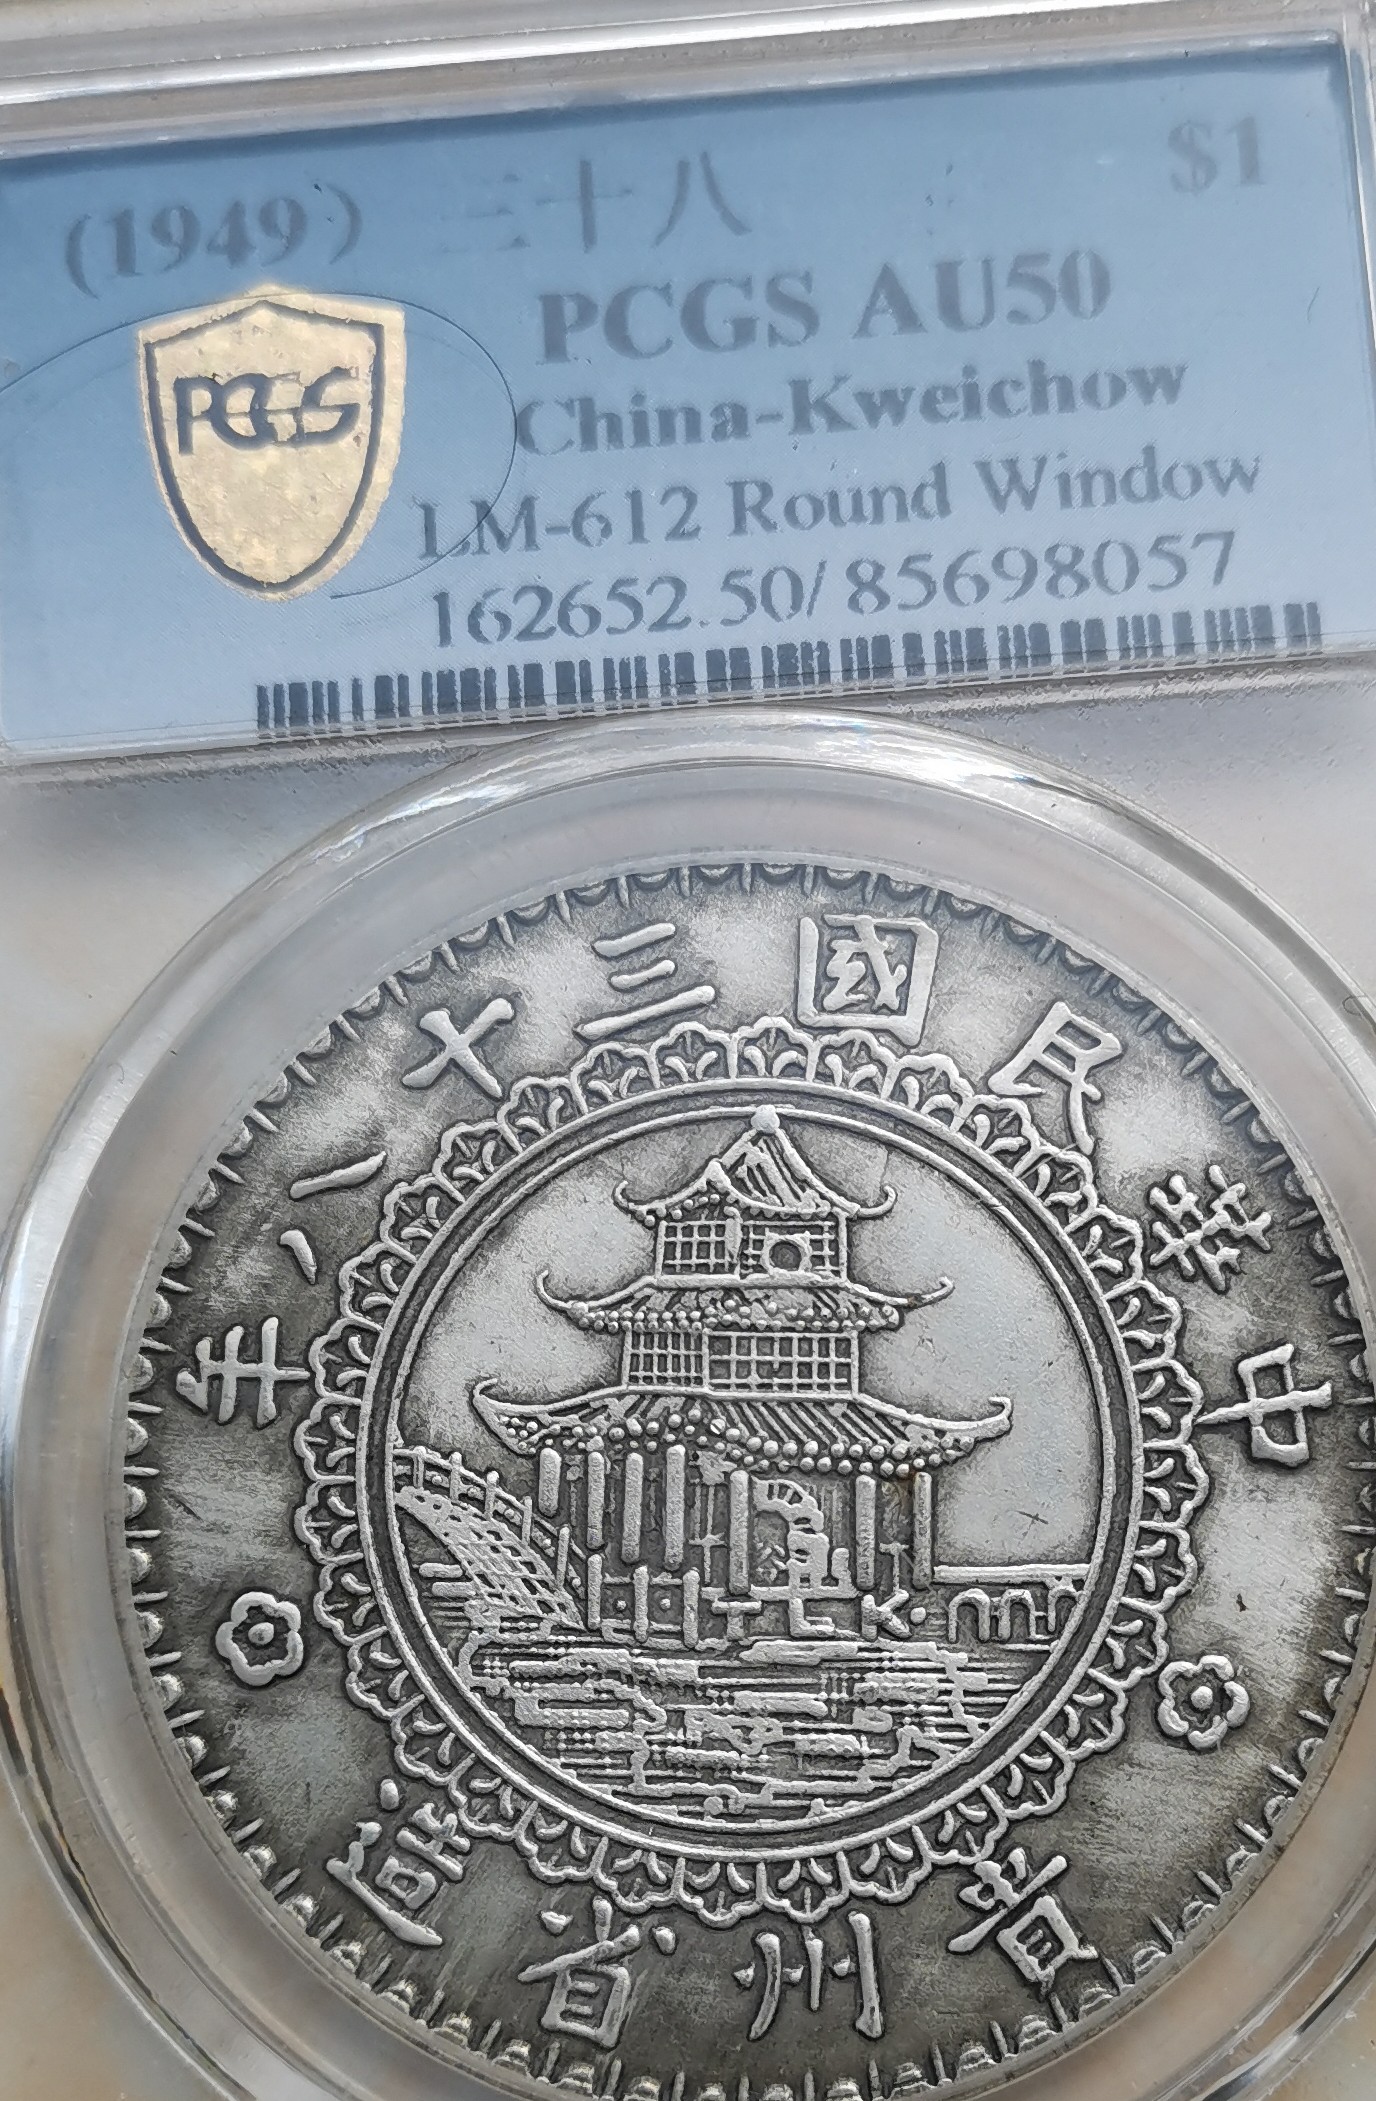 (1949) 三十八 $1
PCGS AU50
PCGS
China-Kweichow
LM-612 Round Window
162652.50/ 85698057
中華民國三十八年
貴州省造